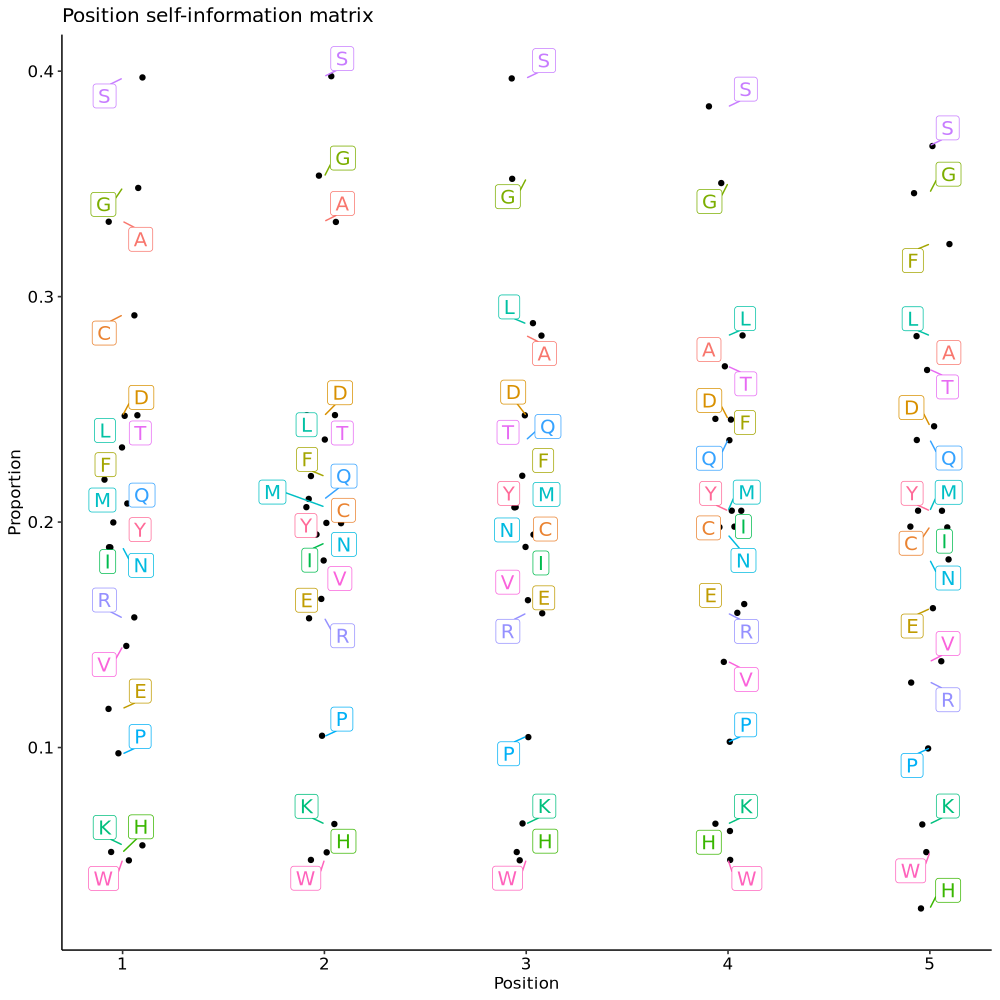 Position self-information matrix
S S S S S
G G G G G
A A
F
C L A L A T L A T
D L T D L T D T Q D F Q D Q
F M Q Y F Q M C F Y M Y M Y M
I N Y I N V N C I V C I N C I N
R V E E R E R E R V E V R
P P P P P
K H K H K H K H K
W W W W W H
0.4
0.3
0.2
0.1
Proportion
1 2 3 4 5
Position